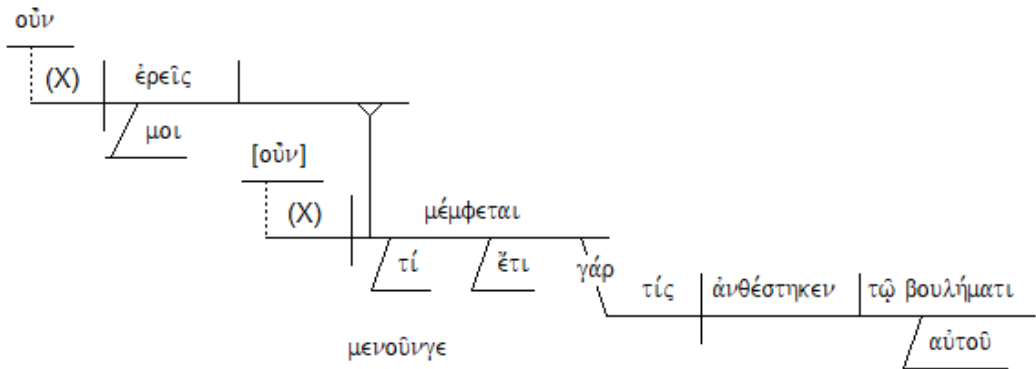 οὖν
(X) ἐρεῖς
μοι
[οὖν]
(X) μέμφεται
τί ἔτι γάρ
τίς ἀνθέστηκεν τῷ βουλήματι
μενοῦνγε αὐτοῦ